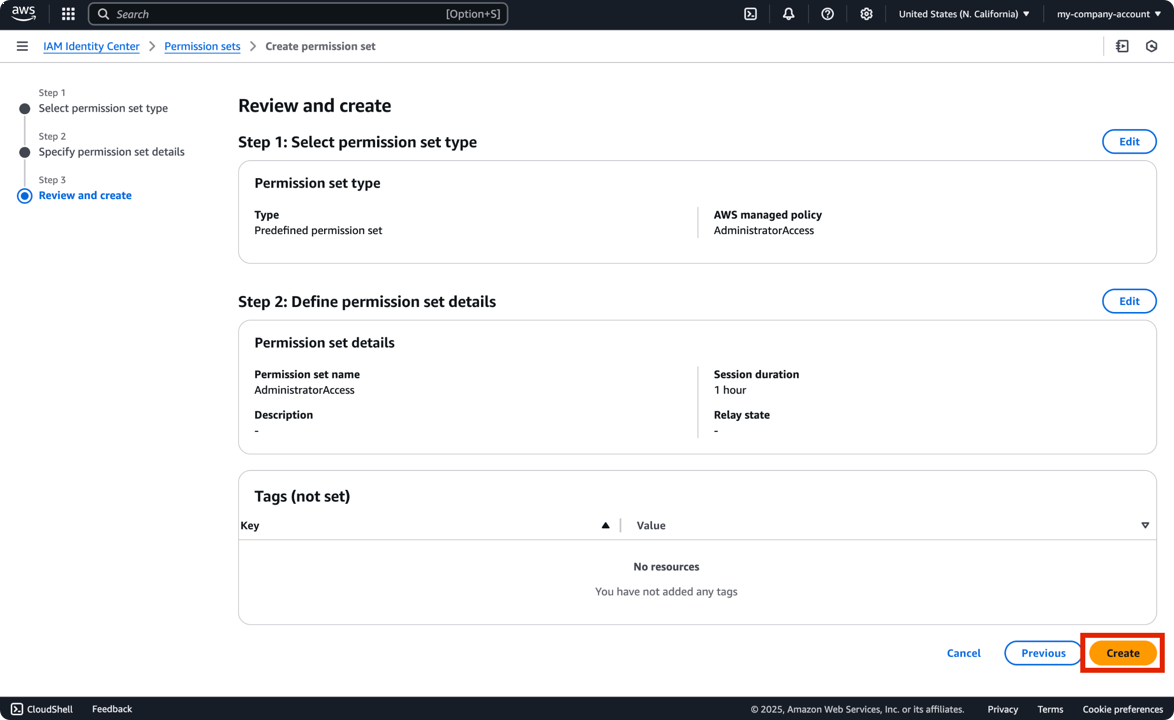 aws
Search [Option+S]
United States (N. California) my-company-account
IAM Identity Center Permission sets Create permission set
Step 1
Select permission set type
Step 2
Specify permission set details
Step 3
Review and create
Review and create
Step 1: Select permission set type
Edit
Permission set type
Type
Predefined permission set
AWS managed policy
AdministratorAccess
Step 2: Define permission set details
Edit
Permission set details
Permission set name
AdministratorAccess
Session duration
1 hour
Description
-
Relay state
-
Tags (not set)
Key Value
No resources
You have not added any tags
Cancel Previous Create
CloudShell Feedback © 2025, Amazon Web Services, Inc. or its affiliates. Privacy Terms Cookie preferences